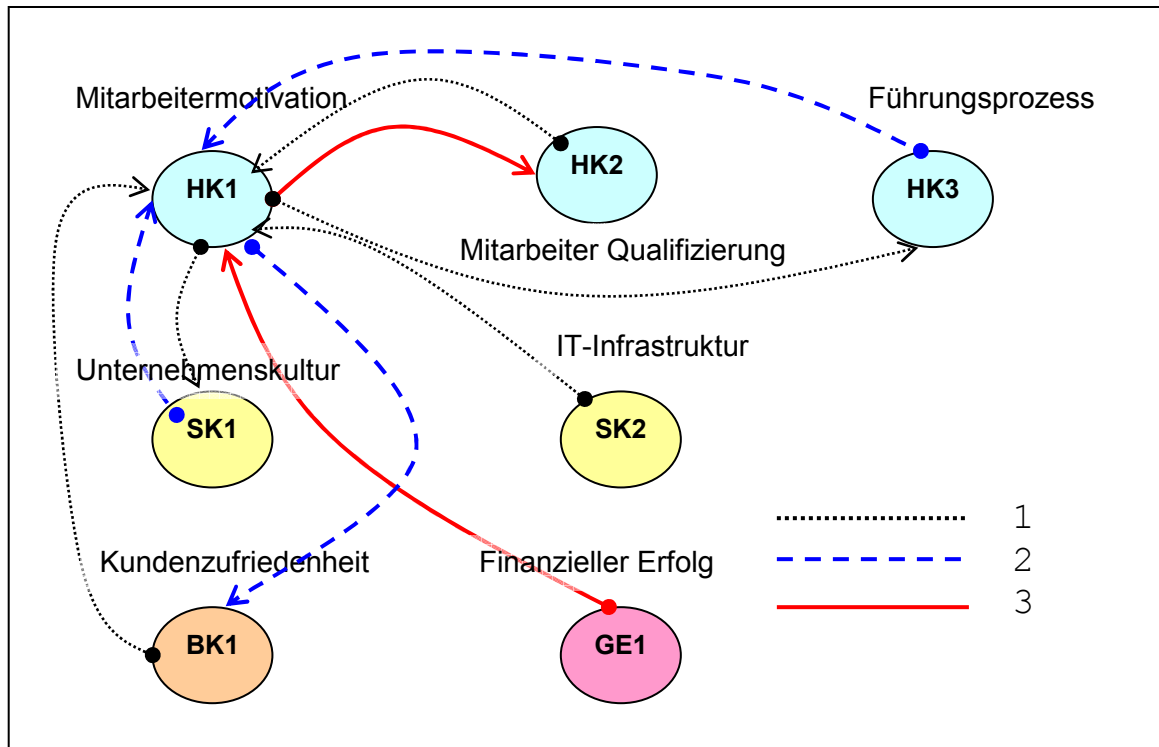 Mitarbeitermotivation
Führungsprozess
HK1
HK2
HK3
Mitarbeiter Qualifizierung
Unternehmenskultur
IT-Infrastruktur
SK1
SK2
Kundenzufriedenheit
Finanzieller Erfolg
BK1
GE1
1
2
3